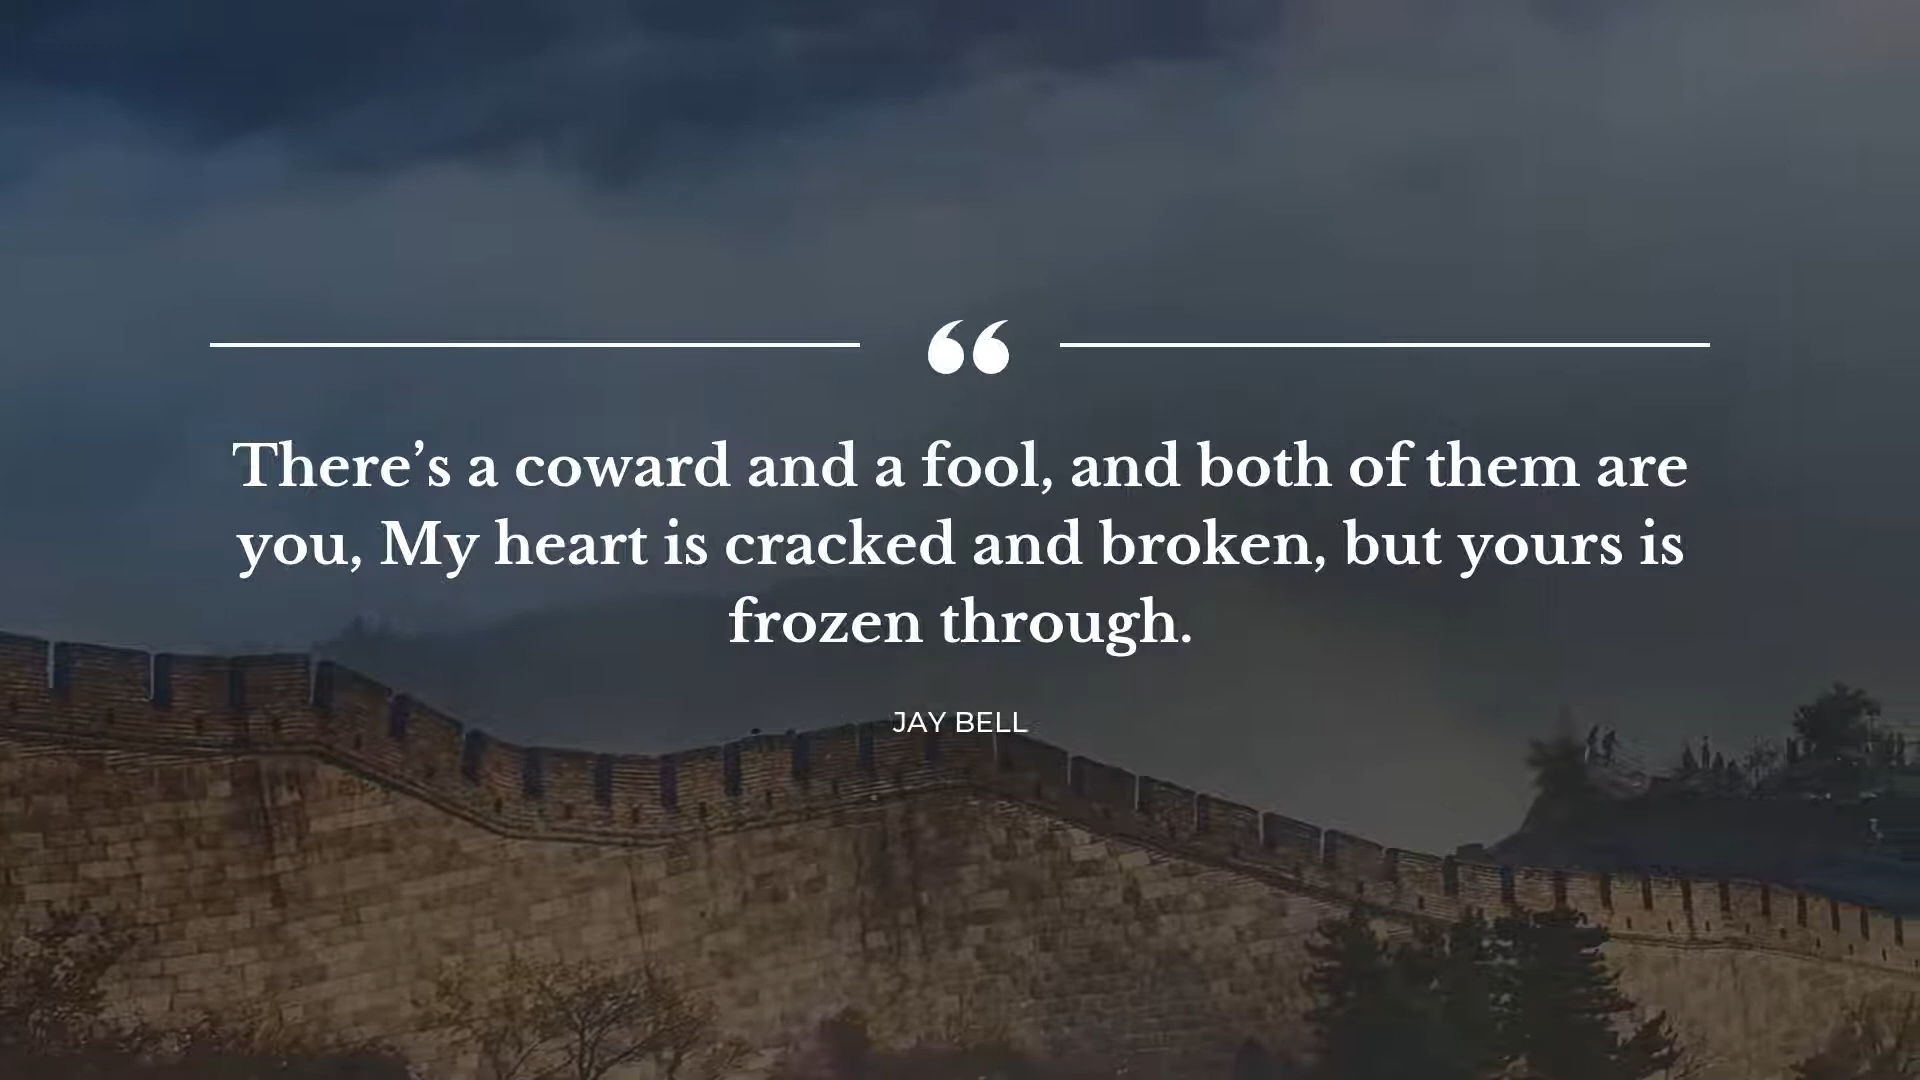 “
There’s a coward and a fool, and both of them are
you, My heart is cracked and broken, but yours is
frozen through.
JAY BELL